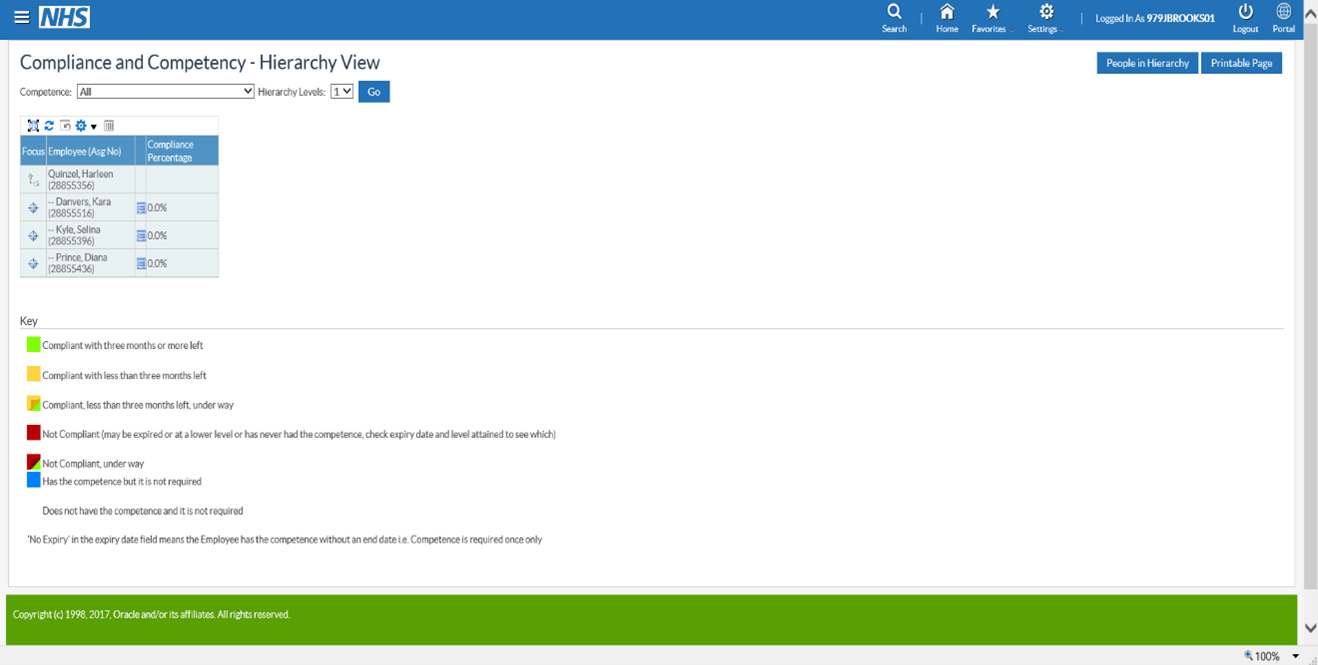 NHS
Search
Home
Favorites
Settings
Logged In As 979JBROOKS01
Logout
Portal
Compliance and Competency - Hierarchy View
People in Hierarchy
Printable Page
Competence: All Hierarchy Levels: 1 Go
Focus Employee (Asg No) Compliance
Percentage
Quinzel, Harleen
(28855356)
-- Danvers, Kara
(28855516) 0.0%
-- Kyle, Selina
(28855396) 0.0%
-- Prince, Diana
(28855436) 0.0%
Key
Compliant with three months or more left
Compliant with less than three months left
Compliant, less than three months left, under way
Not Compliant (may be expired or at a lower level or has never had the competence, check expiry date and level attained to see which)
Not Compliant, under way
Has the competence but it is not required
Does not have the competence and it is not required
'No Expiry' in the expiry date field means the Employee has the competence without an end date i.e. Competence is required once only
Copyright (c) 1998, 2017, Oracle and/or its affiliates. All rights reserved.
100%